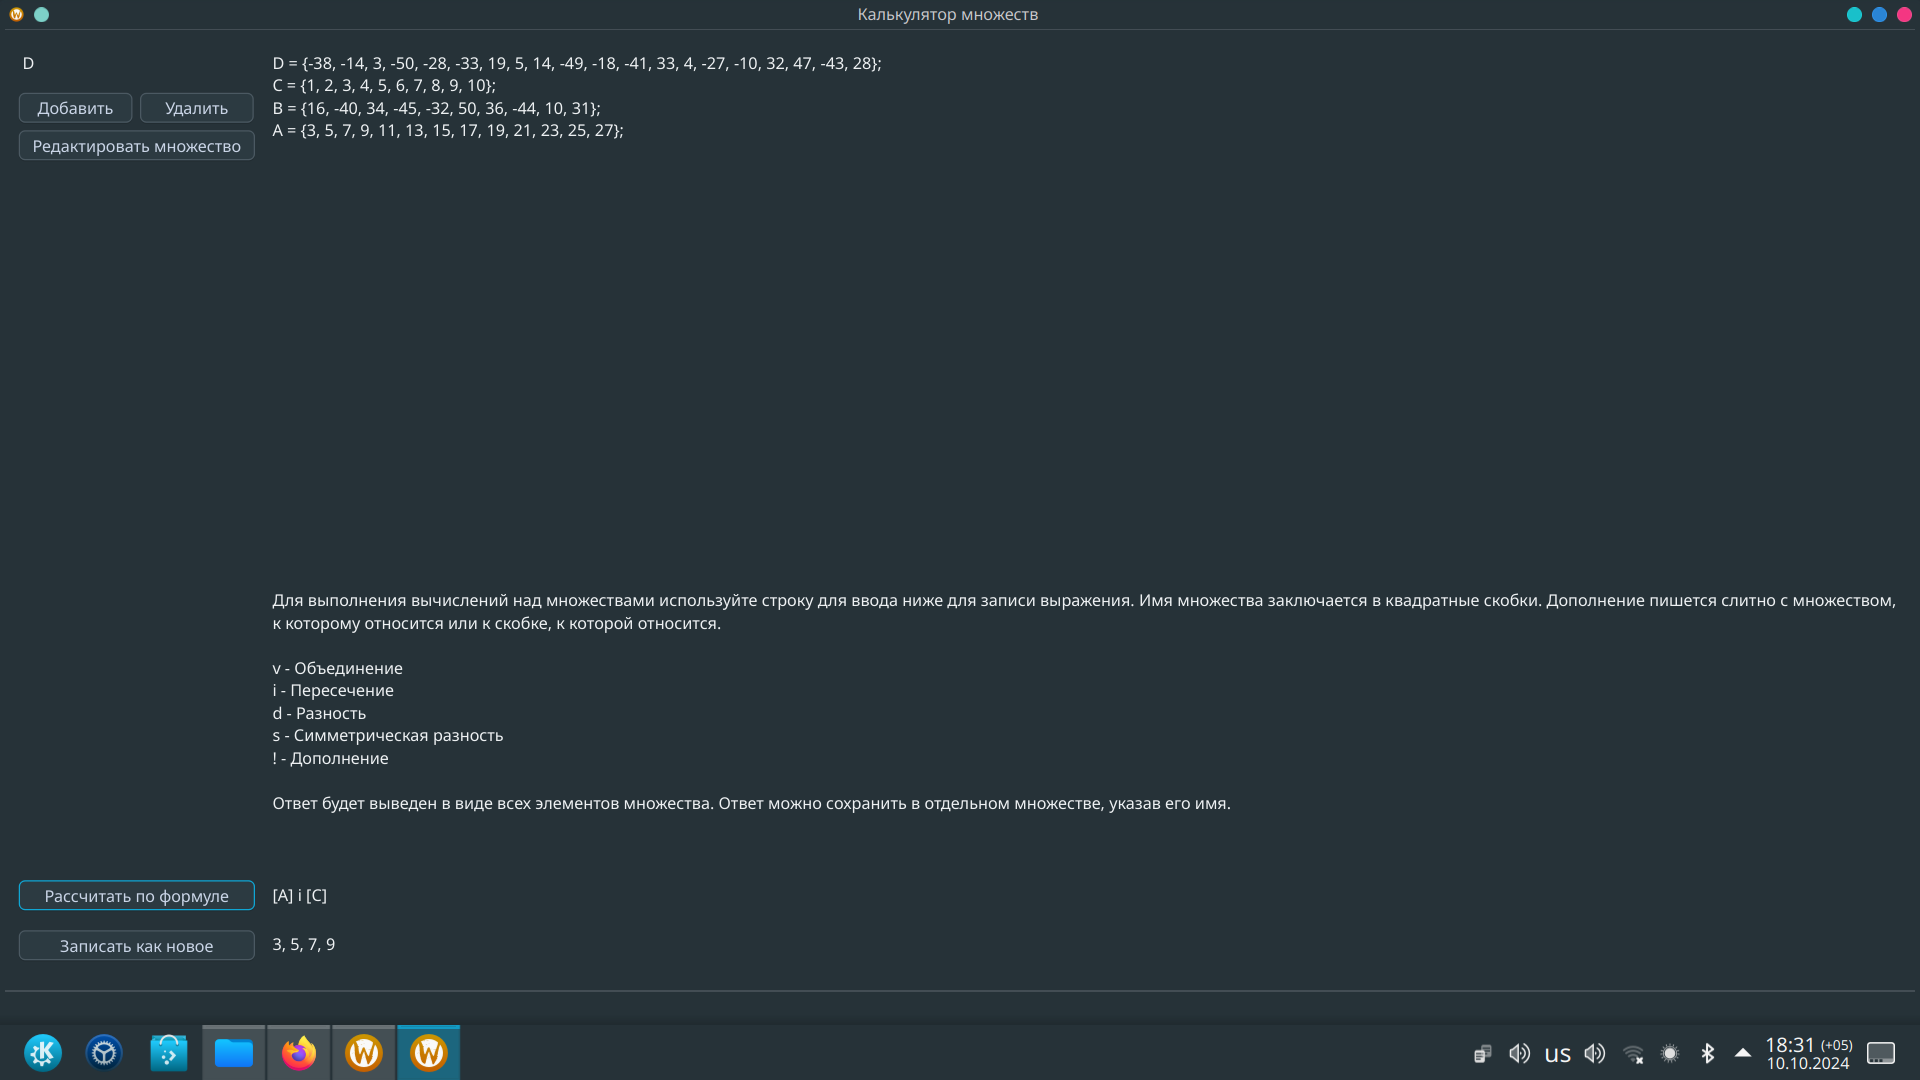 Калькулятор множеств
D
D = {-38, -14, 3, -50, -28, -33, 19, 5, 14, -49, -18, -41, 33, 4, -27, -10, 32, 47, -43, 28};
C = {1, 2, 3, 4, 5, 6, 7, 8, 9, 10};
B = {16, -40, 34, -45, -32, 50, 36, -44, 10, 31};
A = {3, 5, 7, 9, 11, 13, 15, 17, 19, 21, 23, 25, 27};
Добавить
Удалить
Редактировать множество
Для выполнения вычислений над множествами используйте строку для ввода ниже для записи выражения. Имя множества заключается в квадратные скобки. Дополнение пишется слитно с множеством,
к которому относится или к скобке, к которой относится.
v - Объединение
i - Пересечение
d - Разность
s - Симметрическая разность
! - Дополнение
Ответ будет выведен в виде всех элементов множества. Ответ можно сохранить в отдельном множестве, указав его имя.
Рассчитать по формуле
[A] i [C]
Записать как новое
3, 5, 7, 9
us
18:31 (+05)
10.10.2024